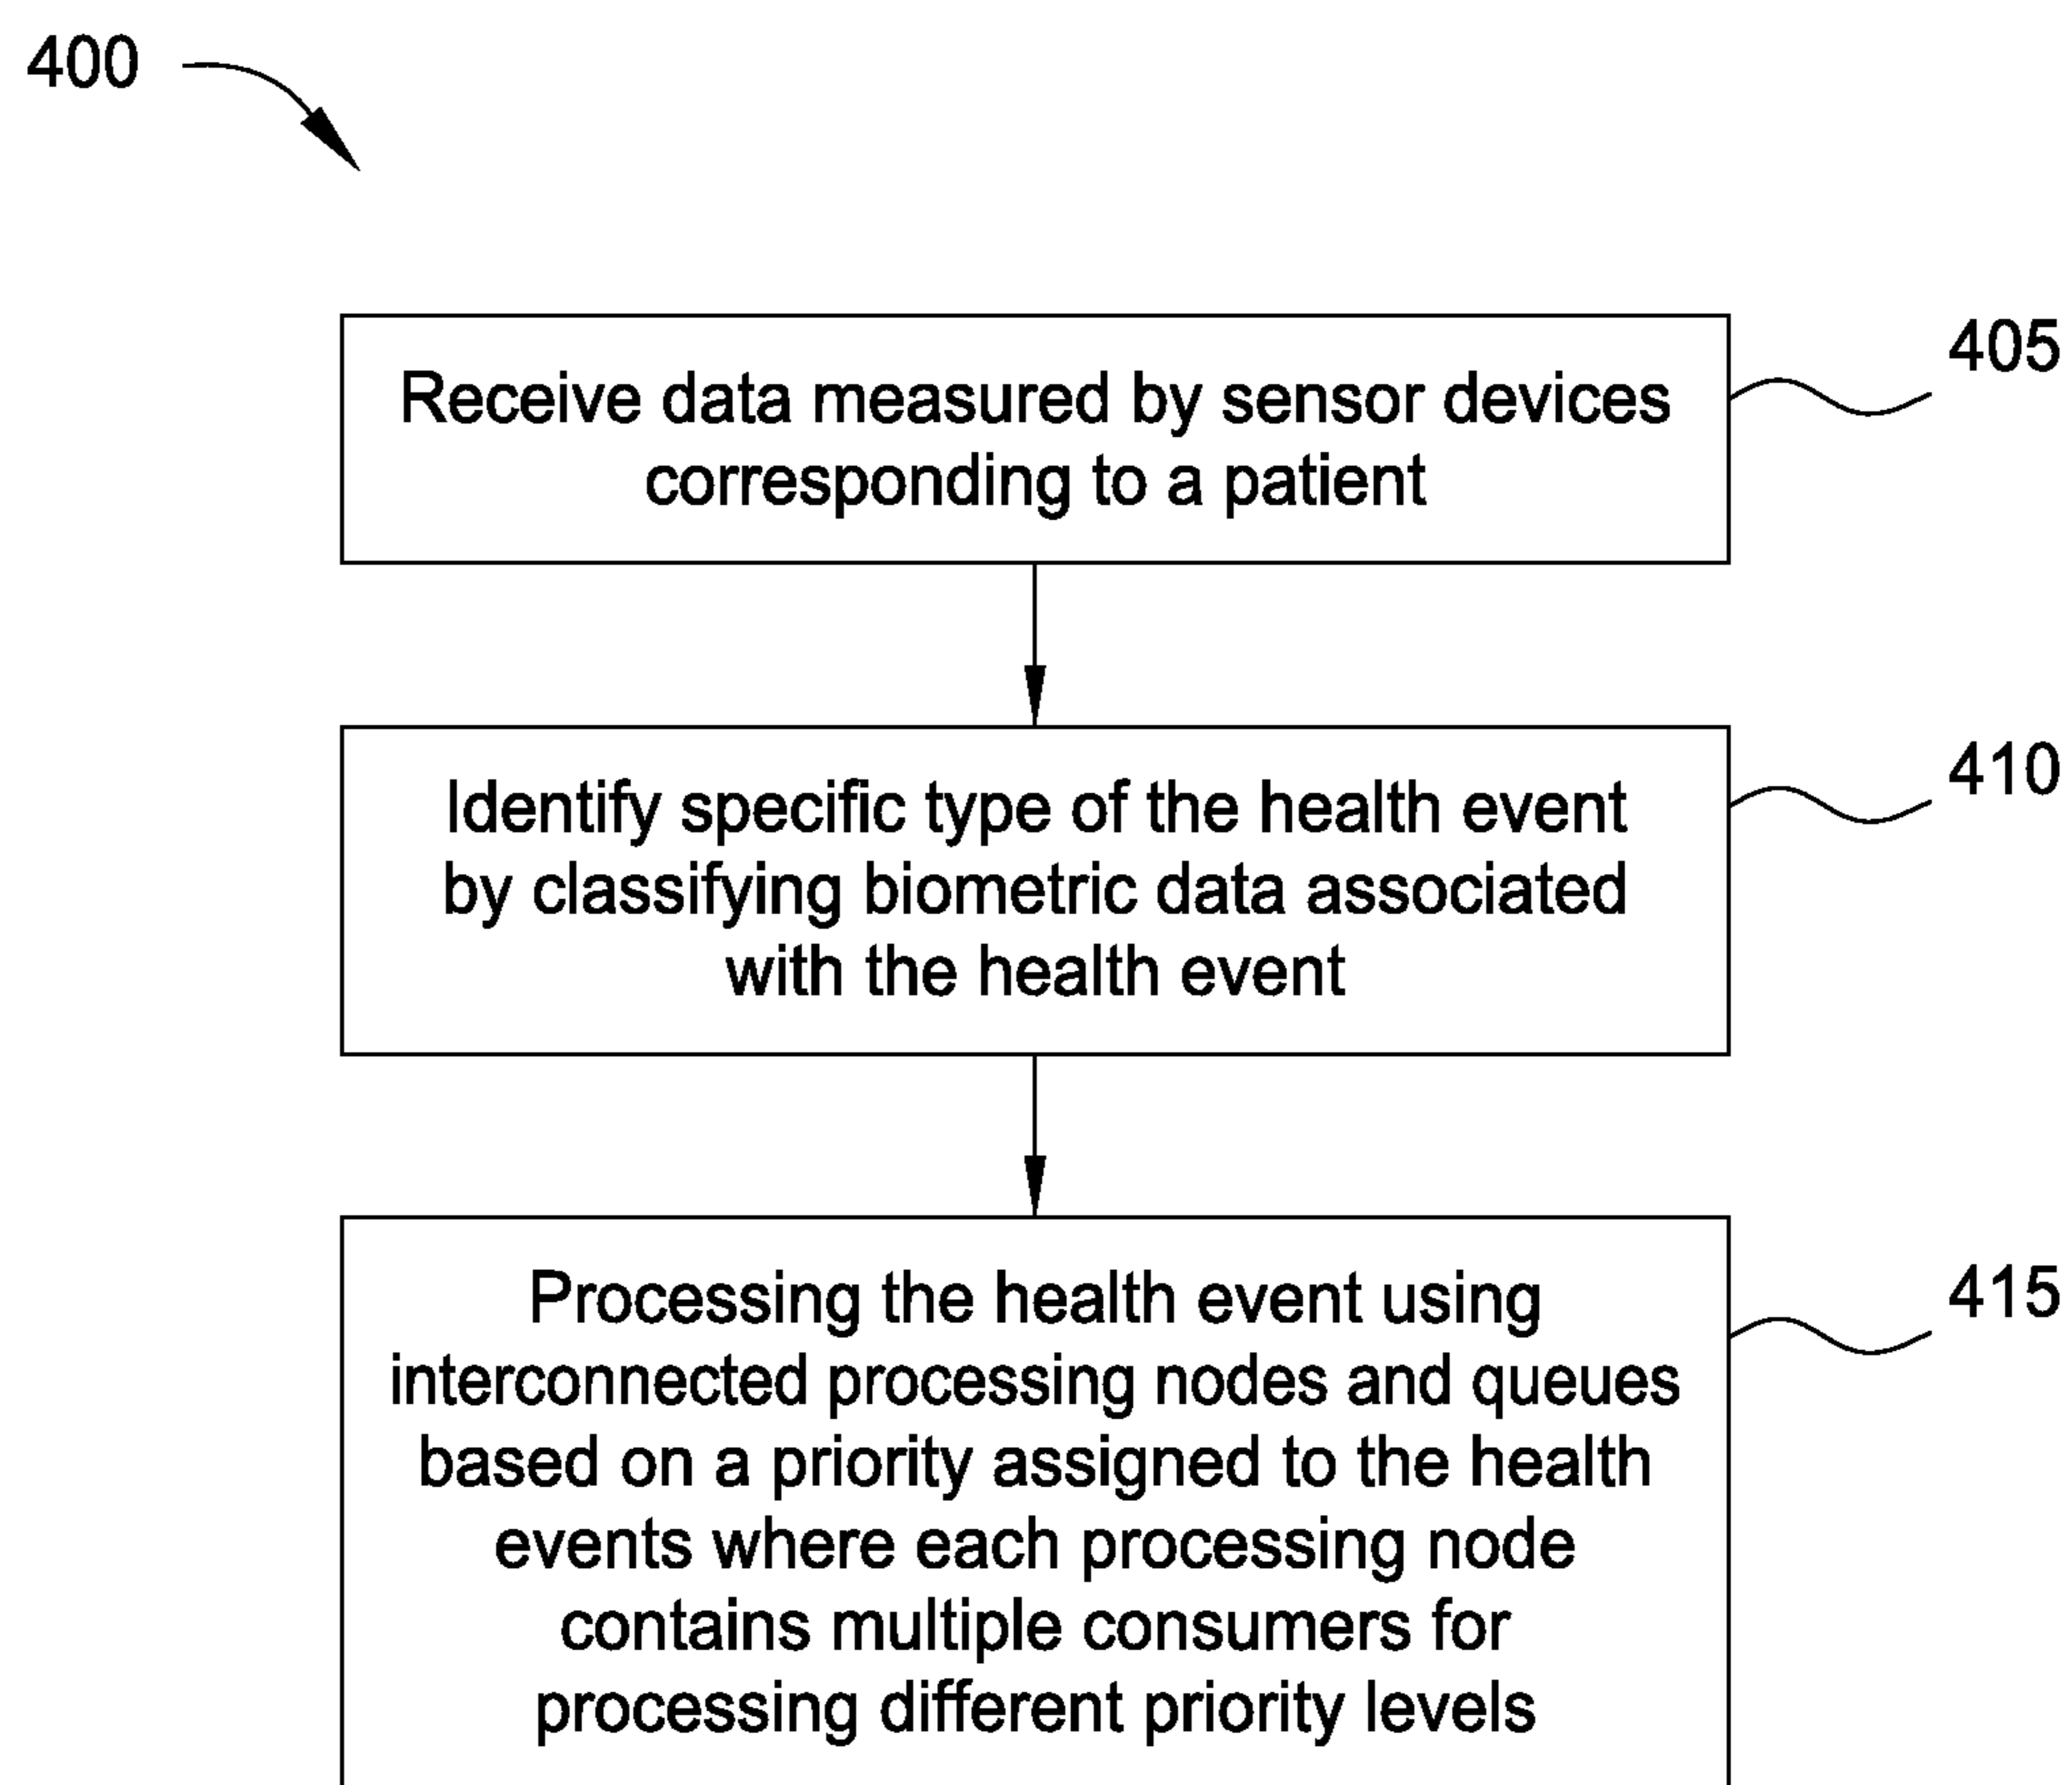 400
Receive data measured by sensor devices
corresponding to a patient
405
Identify specific type of the health event
by classifying biometric data associated
with the health event
410
Processing the health event using
interconnected processing nodes and queues
based on a priority assigned to the health
events where each processing node
contains multiple consumers for
processing different priority levels
415